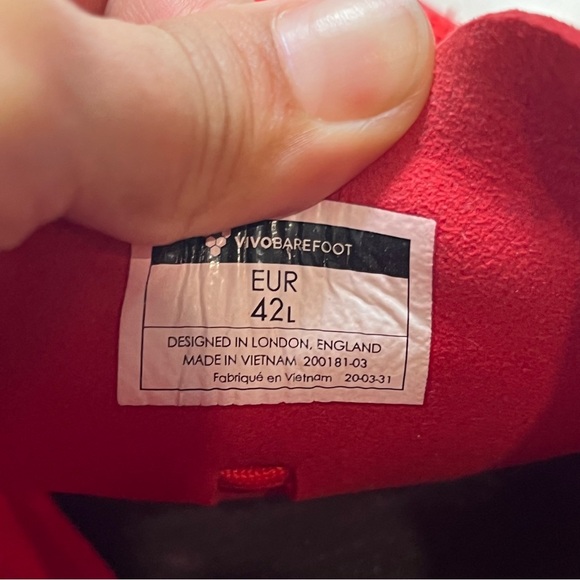 VIVOBAREFOOT
EUR
42L
DESIGNED IN LONDON, ENGLAND
MADE IN VIETNAM 200181-03
Fabriqué en Vietnam 20-03-31